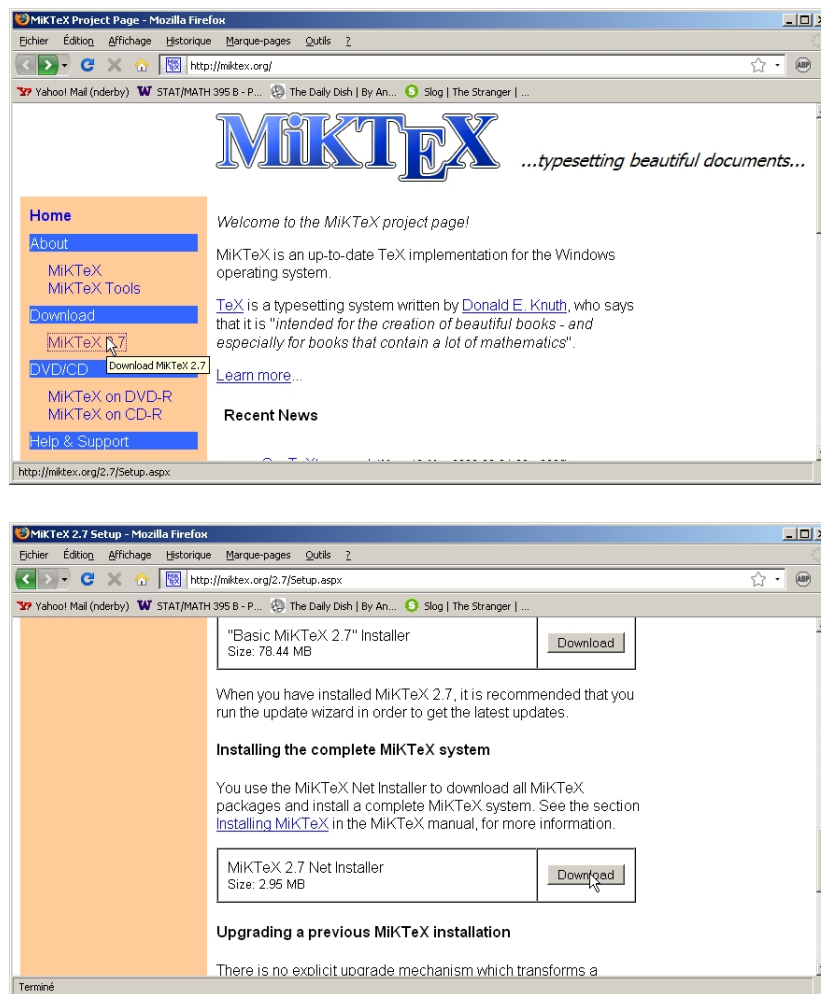 MiKTeX Project Page - Mozilla Firefox
Eichier Édition Affichage Historique Marque-pages Outils ?
http://miktex.org/
ABP
Yahoo! Mail (nderby) W STAT/MATH 395 B - P... The Daily Dish | By An... Slog | The Stranger | ...
MiKTeX ...typesetting beautiful documents...
Home
About
MiKTeX
MiKTeX Tools
Download
MiKTeX 2.7
Download MiKTeX 2.7
DVD/CD
MiKTeX on DVD-R
MiKTeX on CD-R
Help & Support
Welcome to the MiKTeX project page!
MiKTeX is an up-to-date TeX implementation for the Windows
operating system.
TeX is a typesetting system written by Donald E. Knuth, who says
that it is "intended for the creation of beautiful books - and
especially for books that contain a lot of mathematics".
Learn more...
Recent News
http://miktex.org/2.7/Setup.aspx
MiKTeX 2.7 Setup - Mozilla Firefox
Fichier Édition Affichage Historique Marque-pages Outils ?
http://miktex.org/2.7/Setup.aspx
ABP
Yahoo! Mail (nderby) W STAT/MATH 395 B - P... The Daily Dish | By An... Slog | The Stranger | ...
"Basic MiKTeX 2.7" Installer
Size: 78.44 MB
Download
When you have installed MiKTeX 2.7, it is recommended that you
run the update wizard in order to get the latest updates.
Installing the complete MiKTeX system
You use the MiKTeX Net Installer to download all MiKTeX
packages and install a complete MiKTeX system. See the section
Installing MiKTeX in the MiKTeX manual, for more information.
MiKTeX 2.7 Net Installer
Size: 2.95 MB
Download
Upgrading a previous MiKTeX installation
There is no explicit upgrade mechanism which transforms a
Terminé